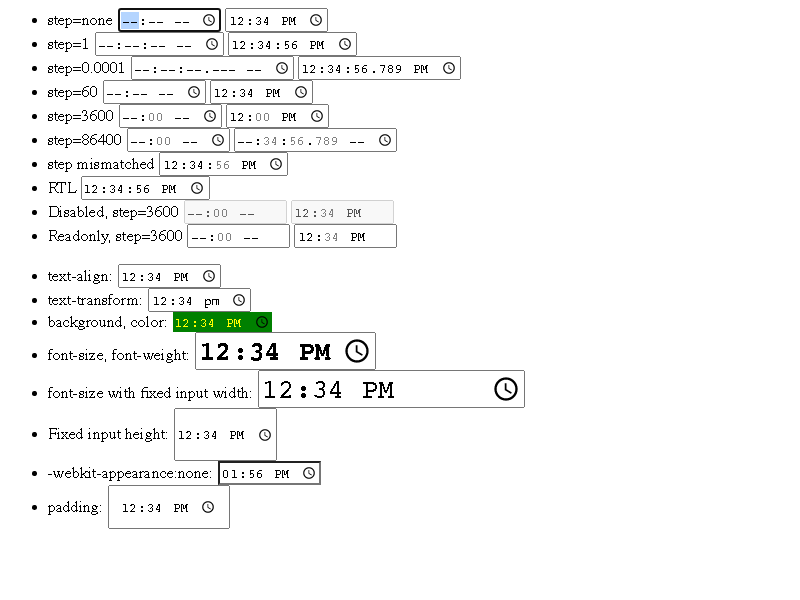 step=none --:-- -- 12:34 PM
step=1 --:--:-- -- 12:34:56 PM
step=0.0001 --:--:--.--- -- 12:34:56.789 PM
step=60 --:-- -- 12:34 PM
step=3600 --:00 -- 12:00 PM
step=86400 --:00 -- --:34:56.789 --
step mismatched 12:34:56 PM
RTL 12:34:56 PM
Disabled, step=3600 --:00 -- 12:34 PM
Readonly, step=3600 --:00 -- 12:34 PM
text-align: 12:34 PM
text-transform: 12:34 pm
background, color: 12:34 PM
font-size, font-weight: 12:34 PM
font-size with fixed input width: 12:34 PM
Fixed input height: 12:34 PM
-webkit-appearance:none: 01:56 PM
padding: 12:34 PM